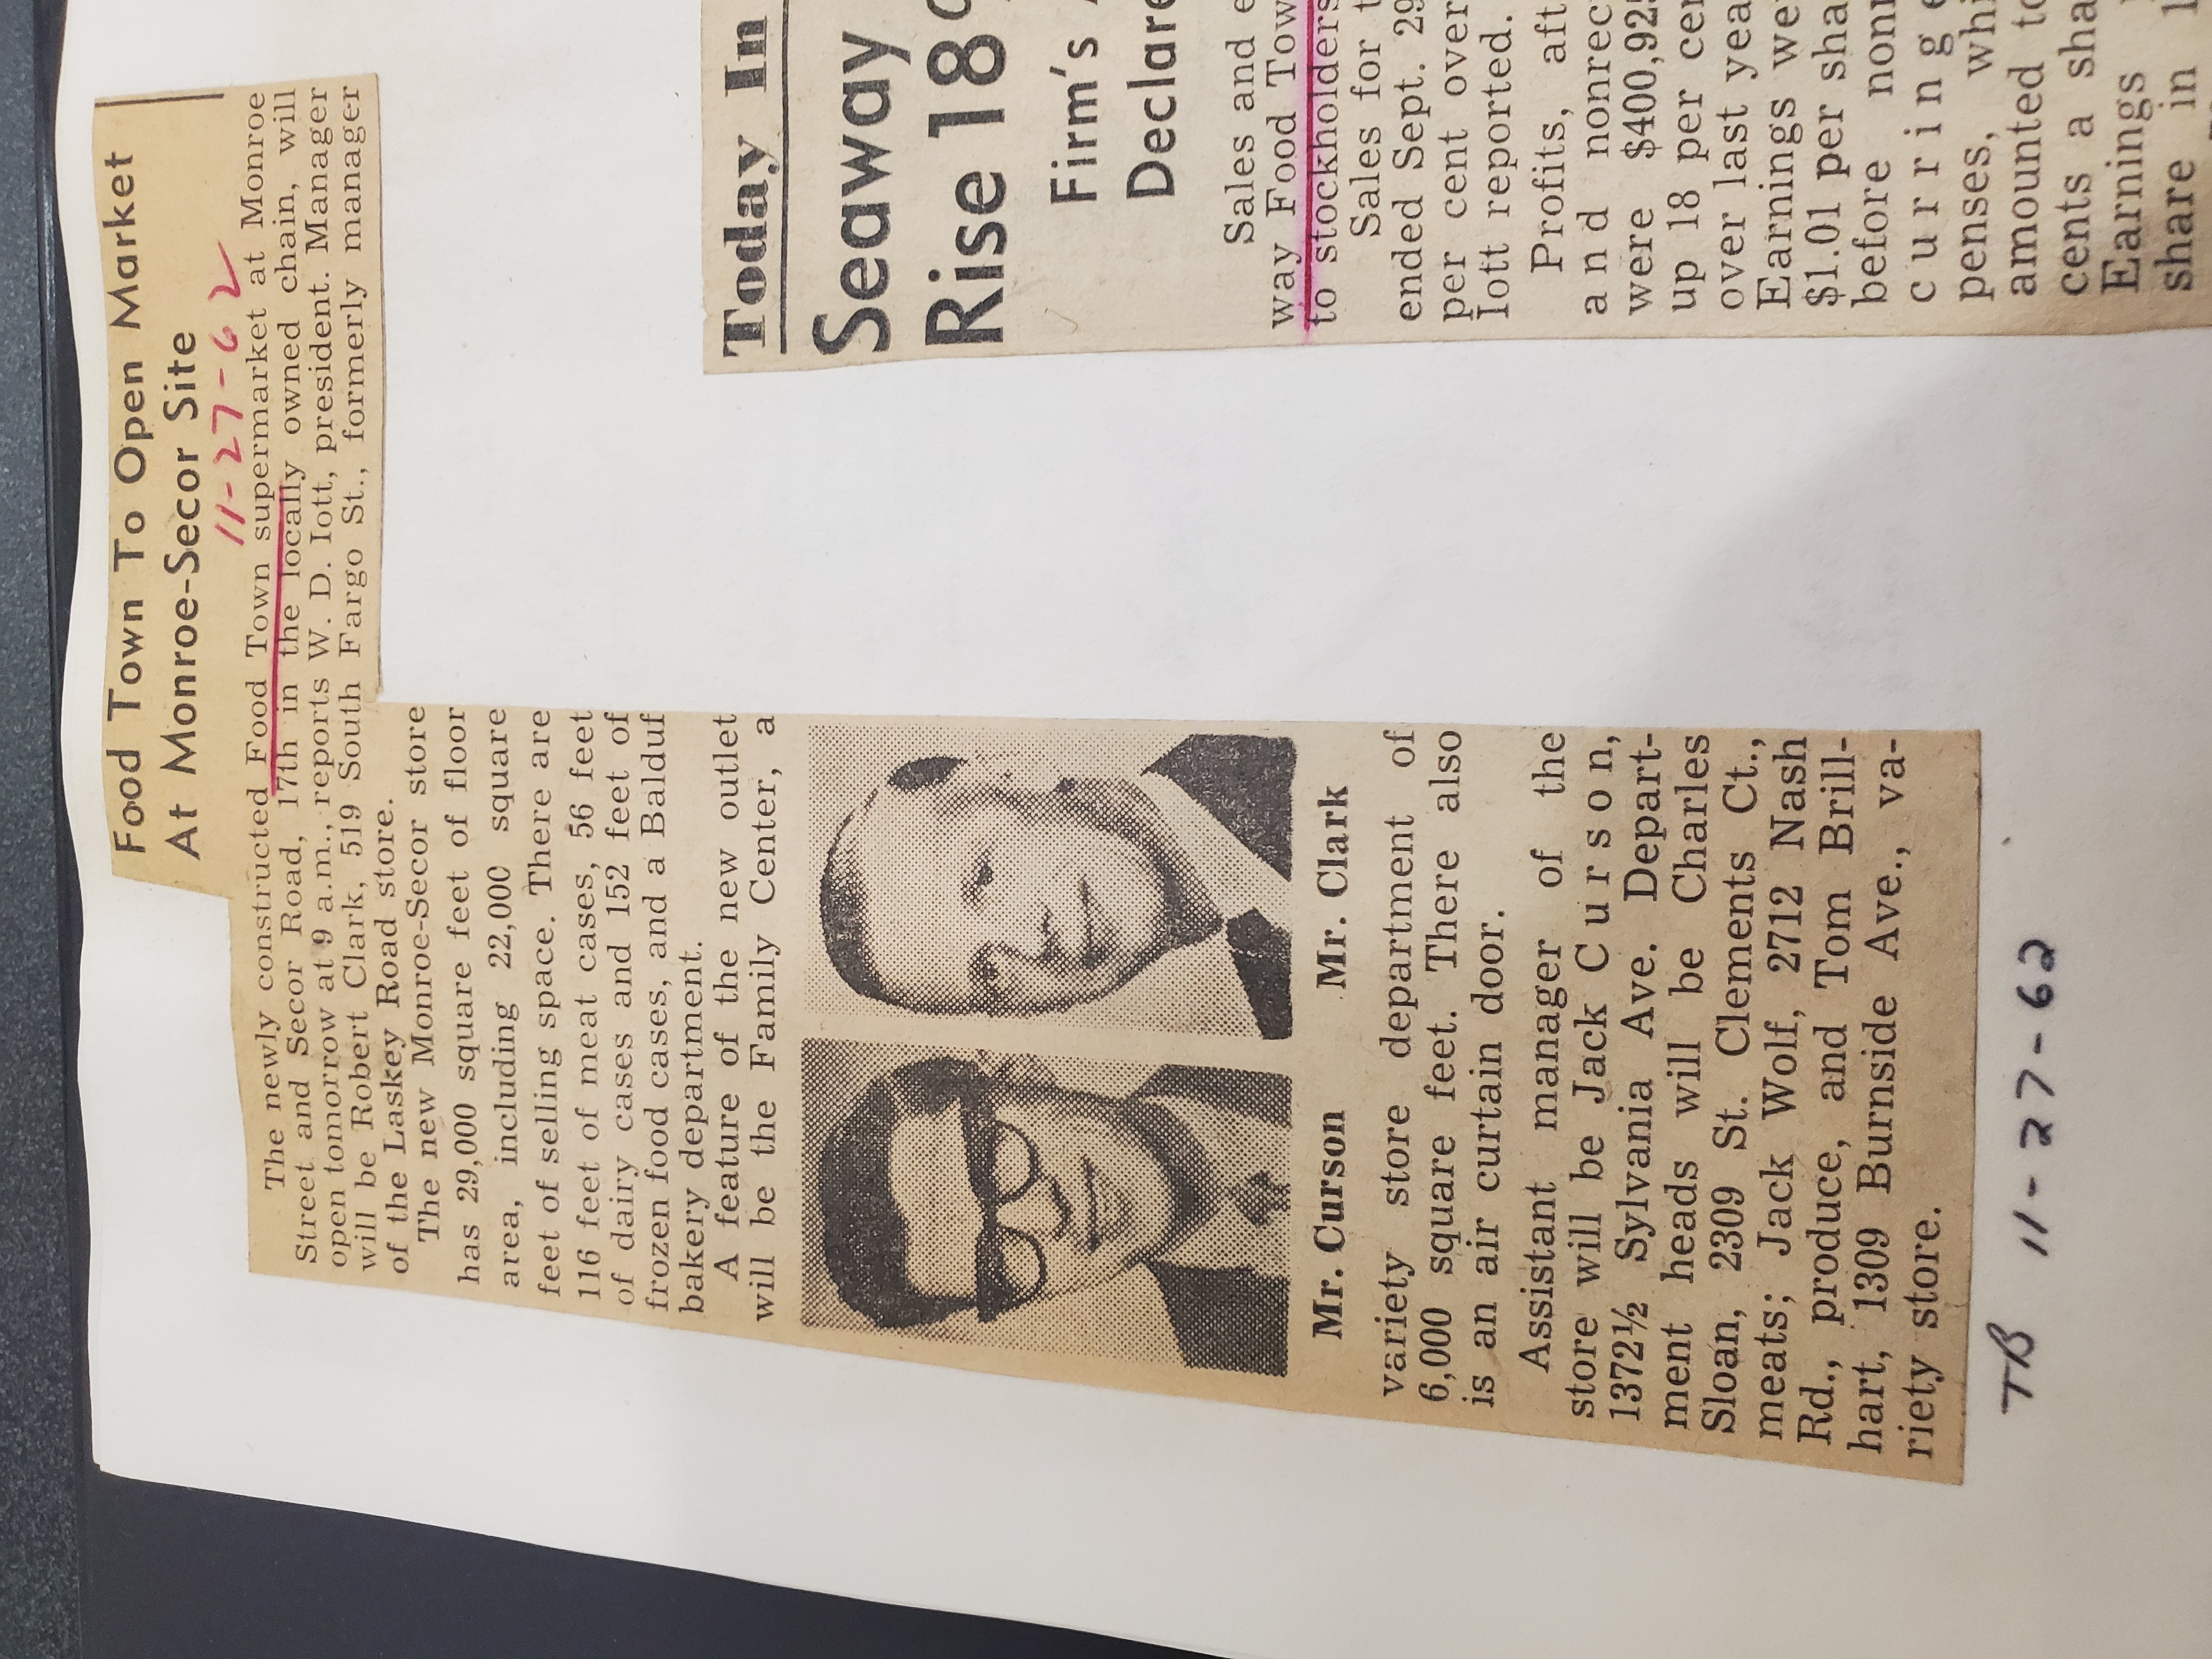 Food Town To Open Market
At Monroe-Secor Site
11-27-62
The newly constructed Food Town supermarket at Monroe
Street and Secor Road, 17th in the locally owned chain, will
open tomorrow at 9 a.m., reports W. D. Iott, president. Manager
will be Robert Clark, 519 South Fargo St., formerly manager
of the Laskey Road store.
The new Monroe-Secor store
has 29,000 square feet of floor
area, including 22,000 square
feet of selling space. There are
116 feet of meat cases, 56 feet
of dairy cases and 152 feet of
frozen food cases, and a Balduf
bakery department.
A feature of the new outlet
will be the Family Center, a
Mr. Curson Mr. Clark
variety store department of
6,000 square feet. There also
is an air curtain door.
Assistant manager of the
store will be Jack Curson,
1372½ Sylvania Ave. Depart-
ment heads will be Charles
Sloan, 2309 St. Clements Ct.,
meats; Jack Wolf, 2712 Nash
Rd., produce, and Tom Brill-
hart, 1309 Burnside Ave., va-
riety store.
TB 11-27-62
Today In
Seaway
Rise 18
Firm's
Declare
Sales and
way Food Tow
to stockholders
Sales for
ended Sept. 29
per cent over
Iott reported.
Profits, aft
and nonrec
were $400,92
up 18 per cen
over last yea
Earnings we
$1.01 per sha
before non
curring
penses, whi
amounted to
cents a sha
Earnings
share in